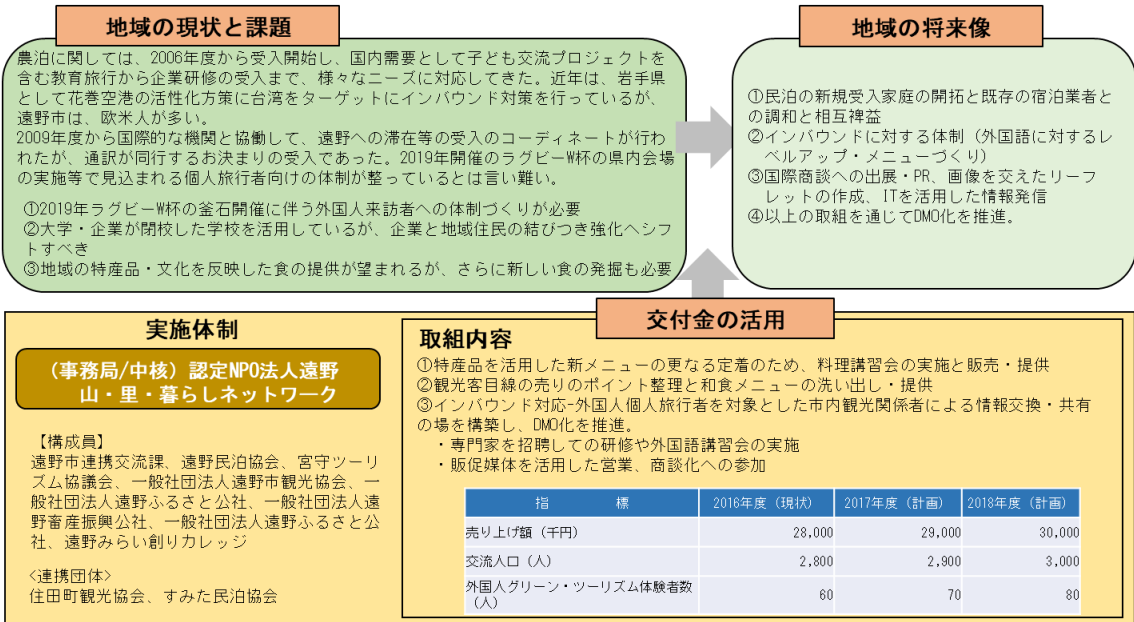 地域の現状と課題
農泊に関しては、2006年度から受入開始し、国内需要として子ども交流プロジェクトを
含む教育旅行から企業研修の受入まで、様々なニーズに対応してきた。近年は、岩手県
として花巻空港の活性化方策に台湾をターゲットにインバウンド対策を行っているが、
遠野市は、欧米人が多い。
2009年度から国際的な機関と協働して、遠野への滞在等の受入のコーディネートが行わ
れたが、通訳が同行するお決まりの受入であった。2019年開催のラグビーW杯の県内会場
の実施等で見込まれる個人旅行者向けの体制が整っているとは言い難い。
①2019年ラグビーW杯の釜石開催に伴う外国人来訪者への体制づくりが必要
②大学・企業が閉校した学校を活用しているが、企業と地域住民の結びつき強化へシフ
トすべき
③地域の特産品・文化を反映した食の提供が望まれるが、さらに新しい食の発掘も必要
地域の将来像
①民泊の新規受入家庭の開拓と既存の宿泊業者と
の調和と相互裨益
②インバウンドに対する体制（外国語に対するレ
ベルアップ・メニューづくり）
③国際商談への出展・PR、画像を交えたリーフ
レットの作成、ITを活用した情報発信
④以上の取組を通じてDMO化を推進。
交付金の活用
実施体制
（事務局/中核）認定NPO法人遠野
山・里・暮らしネットワーク
【構成員】
遠野市連携交流課、遠野民泊協会、宮守ツーリ
ズム協議会、一般社団法人遠野市観光協会、一
般社団法人遠野ふるさと公社、一般社団法人遠
野畜産振興公社、一般社団法人遠野ふるさと公
社、遠野みらい創りカレッジ
<連携団体>
住田町観光協会、すみた民泊協会
取組内容
①特産品を活用した新メニューの更なる定着のため、料理講習会の実施と販売・提供
②観光客目線の売りのポイント整理と和食メニューの洗い出し・提供
③インバウンド対応-外国人個人旅行者を対象とした市内観光関係者による情報交換・共有
の場を構築し、DMO化を推進。
・専門家を招聘しての研修や外国語講習会の実施
・販促媒体を活用した営業、商談化への参加
指 標 2016年度（現状） 2017年度（計画） 2018年度（計画）
売り上げ額（千円） 28,000 29,000 30,000
交流人口（人） 2,800 2,900 3,000
外国人グリーン・ツーリズム体験者数
（人） 60 70 80